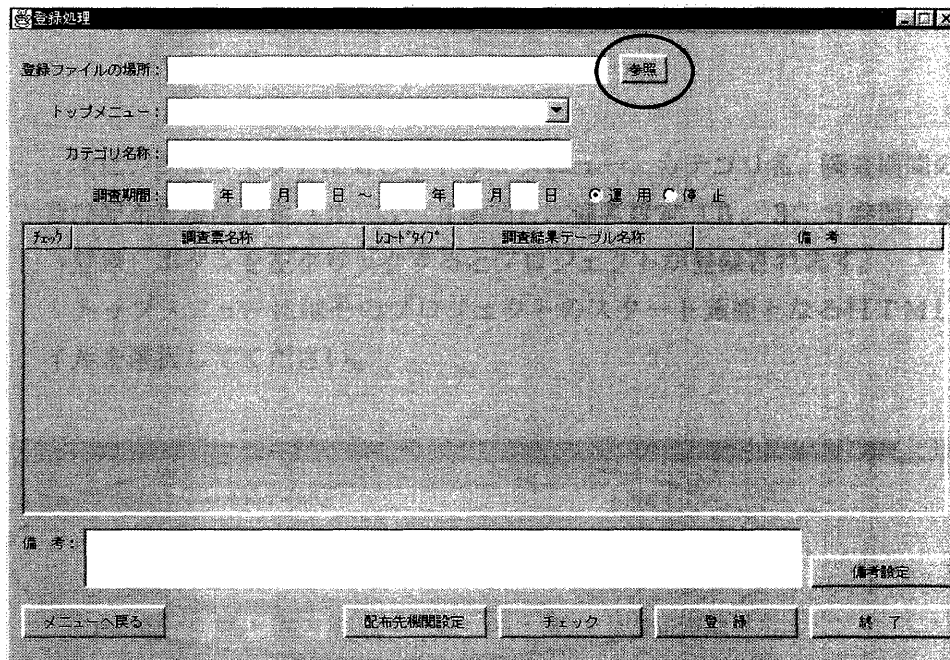 登録処理
登録ファイルの場所： 参照
トップメニュー：
カテゴリ名称：
調査期間： 年 月 日 ～ 年 月 日 運 用 停 止
ﾁｪｯｸ 調査票名称 ﾚｺｰﾄﾞﾀｲﾌﾟ 調査結果テーブル名称 備 考
備 考：
備考設定
メニューへ戻る 配布先機関設定 チェック 登 録 終 了